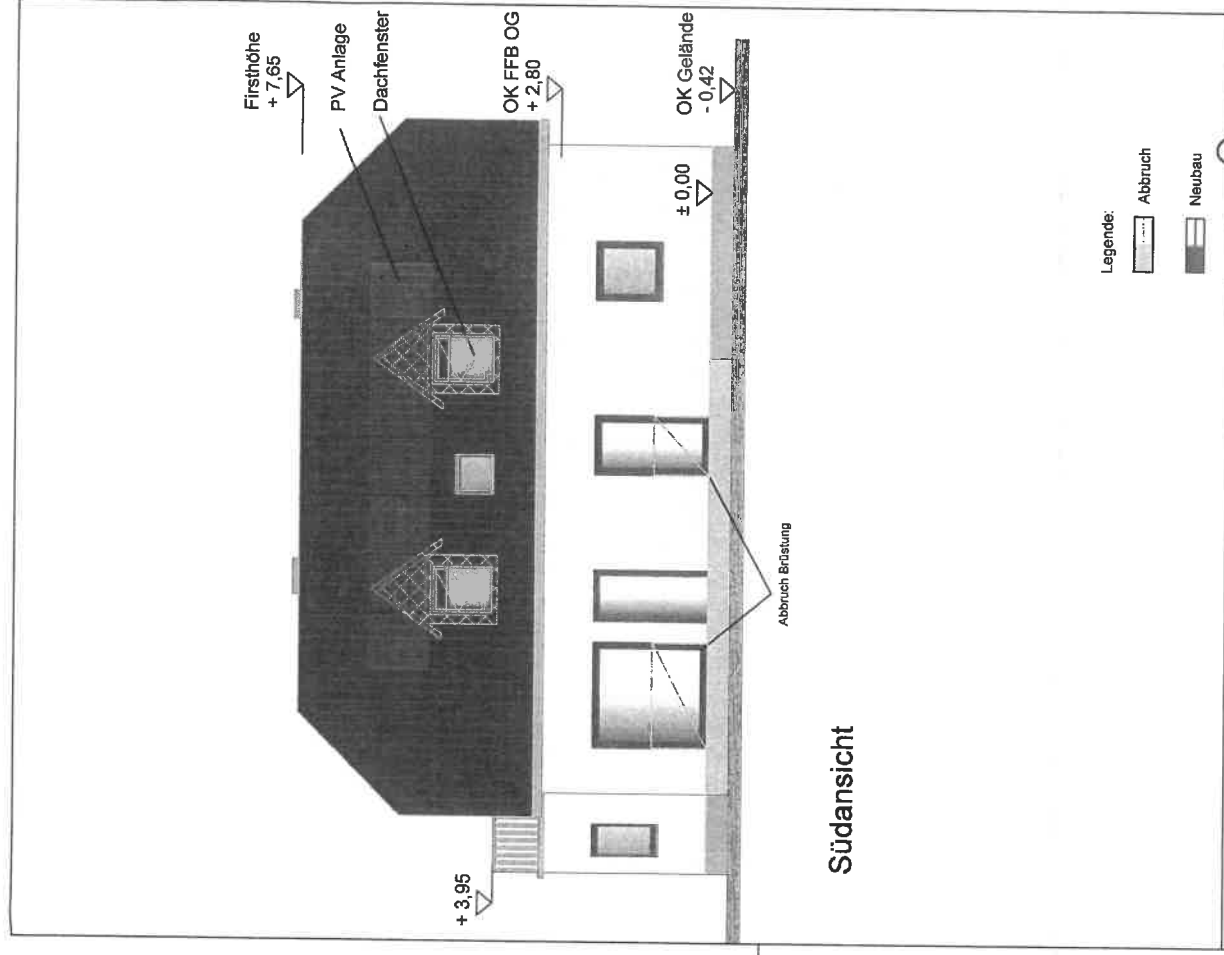 Firsthöhe
+ 7,65
PV Anlage
Dachfenster
OK FFB OG
+ 2,80
OK Gelände
- 0,42
± 0,00
+ 3,95
Abbruch Brüstung
Südansicht
Legende:
Abbruch
Neubau